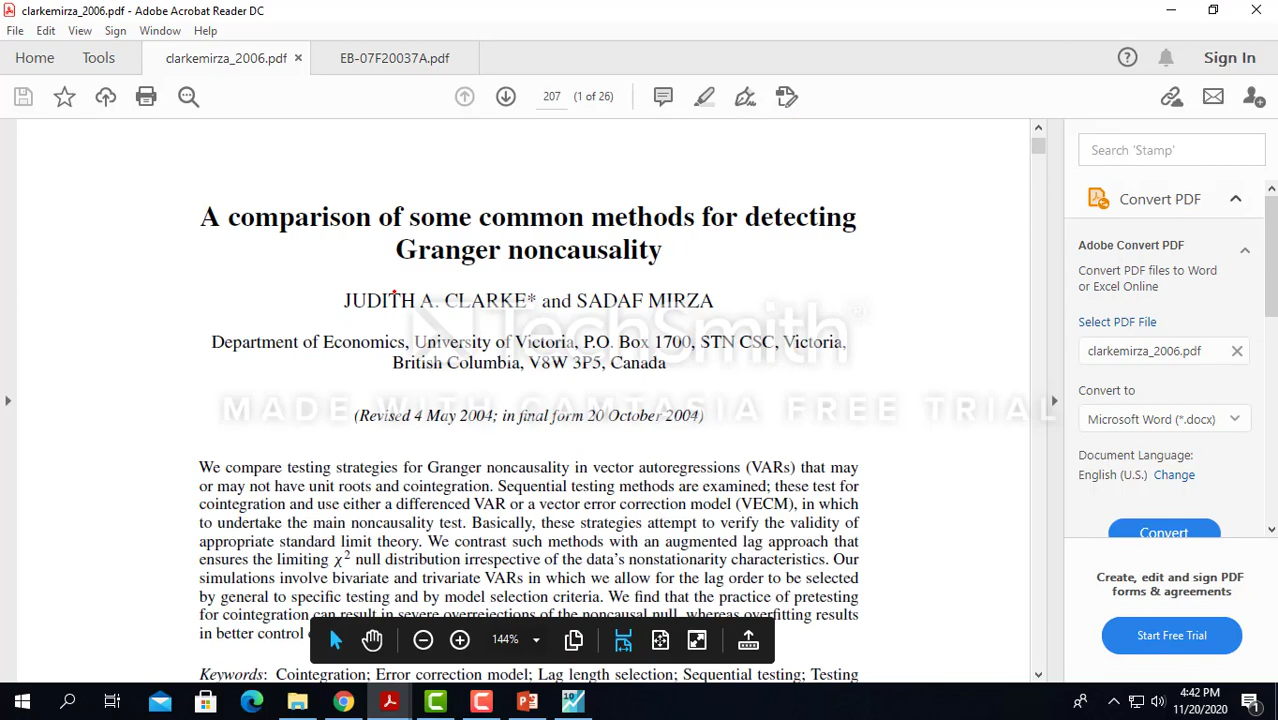 clarkemirza_2006.pdf - Adobe Acrobat Reader DC
File Edit View Sign Window Help
Home Tools clarkemirza_2006.pdf × EB-07F20037A.pdf Sign In
207 (1 of 26)
A comparison of some common methods for detecting
Granger noncausality
JUDITH A. CLARKE* and SADAF MIRZA
TechSmith®
Department of Economics, University of Victoria, P.O. Box 1700, STN CSC, Victoria,
British Columbia, V8W 3P5, Canada
MADE WITH CAMTASIA FREE TRIAL
(Revised 4 May 2004; in final form 20 October 2004)
We compare testing strategies for Granger noncausality in vector autoregressions (VARs) that may
or may not have unit roots and cointegration. Sequential testing methods are examined; these test for
cointegration and use either a differenced VAR or a vector error correction model (VECM), in which
to undertake the main noncausality test. Basically, these strategies attempt to verify the validity of
appropriate standard limit theory. We contrast such methods with an augmented lag approach that
ensures the limiting χ² null distribution irrespective of the data's nonstationarity characteristics. Our
simulations involve bivariate and trivariate VARs in which we allow for the lag order to be selected
by general to specific testing and by model selection criteria. We find that the practice of pretesting
for cointegration can result in severe overrejections of the noncausal null, whereas overfitting results
in better control
Keywords: Cointegration; Error correction model; Lag length selection; Sequential testing; Testing
144%
Search 'Stamp'
Convert PDF
Adobe Convert PDF
Convert PDF files to Word
or Excel Online
Select PDF File
clarkemirza_2006.pdf
Convert to
Microsoft Word (*.docx)
Document Language:
English (U.S.) Change
Convert
Create, edit and sign PDF
forms & agreements
Start Free Trial
4:42 PM
11/20/2020
1